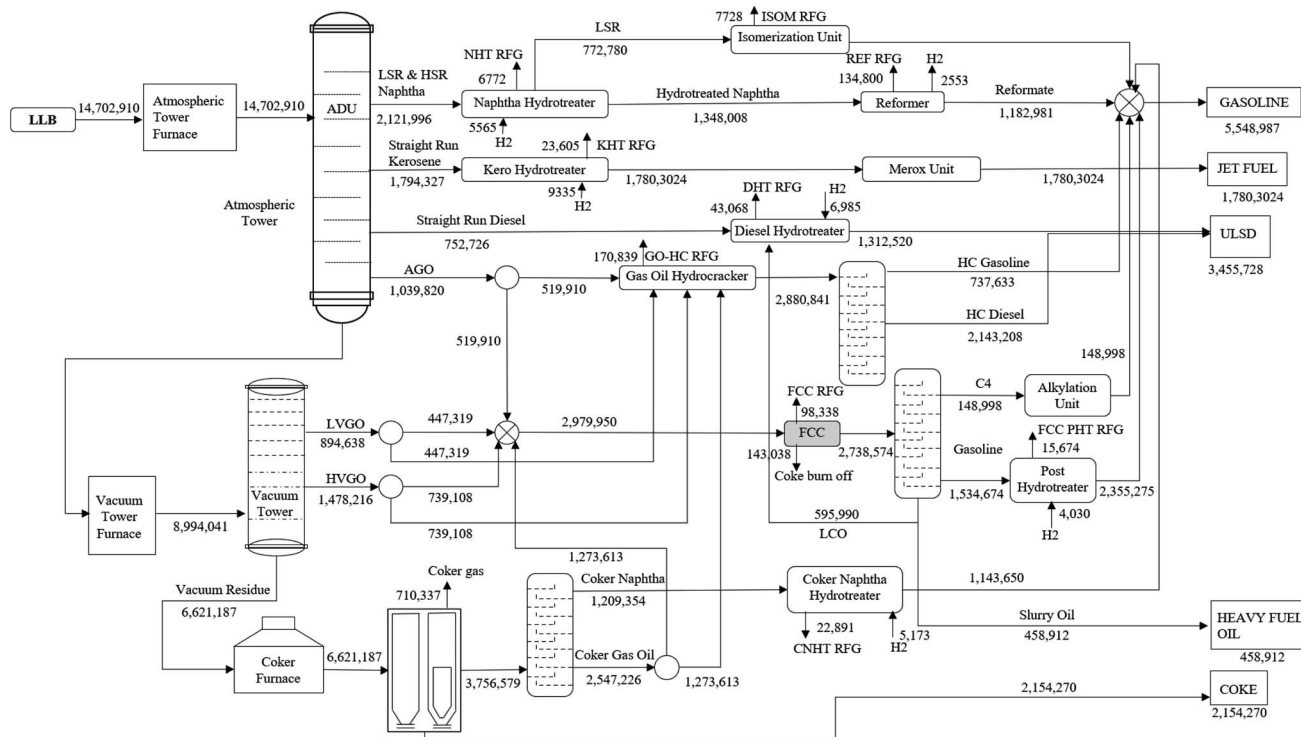 7728
ISOM RFG
LSR
772,780
Isomerization Unit
NHT RFG
6772
REF RFG
134,800
H2
2553
LLB
14,702,910
Atmospheric
Tower
Furnace
14,702,910
ADU
LSR & HSR
Naphtha
2,121,996
Naphtha Hydrotreater
5565
H2
Hydrotreated Naphtha
1,348,008
Reformer
Reformate
1,182,981
GASOLINE
5,548,987
23,605
KHT RFG
Straight Run
Kerosene
1,794,327
Kero Hydrotreater
9335
H2
1,780,3024
Merox Unit
1,780,3024
JET FUEL
1,780,3024
Atmospheric
Tower
DHT RFG
43,068
H2
6,985
Straight Run Diesel
752,726
Diesel Hydrotreater
1,312,520
ULSD
3,455,728
AGO
1,039,820
519,910
170,839
GO-HC RFG
Gas Oil Hydrocracker
2,880,841
HC Gasoline
737,633
HC Diesel
2,143,208
519,910
148,998
LVGO
894,638
447,319
447,319
2,979,950
FCC RFG
98,338
FCC
143,038
Coke burn off
2,738,574
C4
148,998
Alkylation
Unit
FCC PHT RFG
15,674
Gasoline
1,534,674
Post
Hydrotreater
2,355,275
4,030
H2
HVGO
1,478,216
739,108
739,108
Vacuum
Tower
Vacuum
Tower
Furnace
8,994,041
595,990
LCO
1,273,613
Vacuum Residue
6,621,187
Coker gas
710,337
Coker Naphtha
1,209,354
Coker Naphtha
Hydrotreater
1,143,650
22,891
CNHT RFG
5,173
H2
Slurry Oil
458,912
HEAVY FUEL
OIL
458,912
Coker
Furnace
6,621,187
3,756,579
Coker Gas Oil
2,547,226
1,273,613
2,154,270
COKE
2,154,270